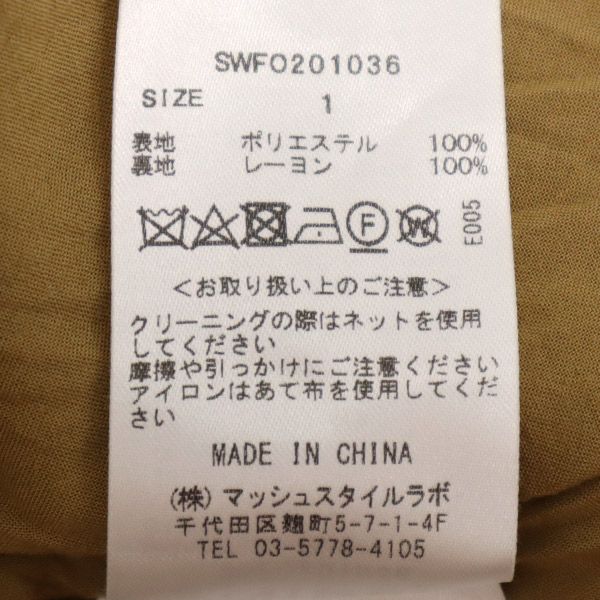 SWFO201036
SIZE 1
表地 ポリエステル 100%
裏地 レーヨン 100%
F W E005
<お取り扱い上のご注意>
クリーニングの際はネットを使用
してください
摩擦や引っかけにご注意ください
アイロンはあて布を使用してくだ
さい
MADE IN CHINA
(株) マッシュスタイルラボ
千代田区麹町5-7-1-4F
TEL 03-5778-4105